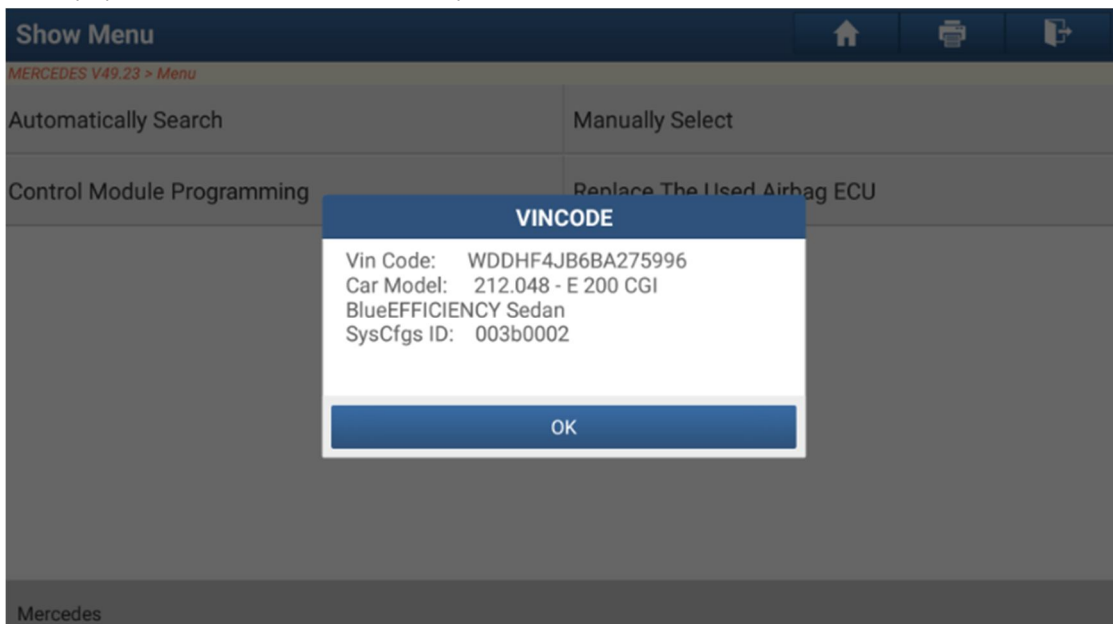 Show Menu
MERCEDES V49.23 > Menu
Automatically Search
Manually Select
Control Module Programming
Replace The Used Airbag ECU
VINCODE
Vin Code: WDDHF4JB6BA275996
Car Model: 212.048 - E 200 CGI
BlueEFFICIENCY Sedan
SysCfgs ID: 003b0002
OK
Mercedes